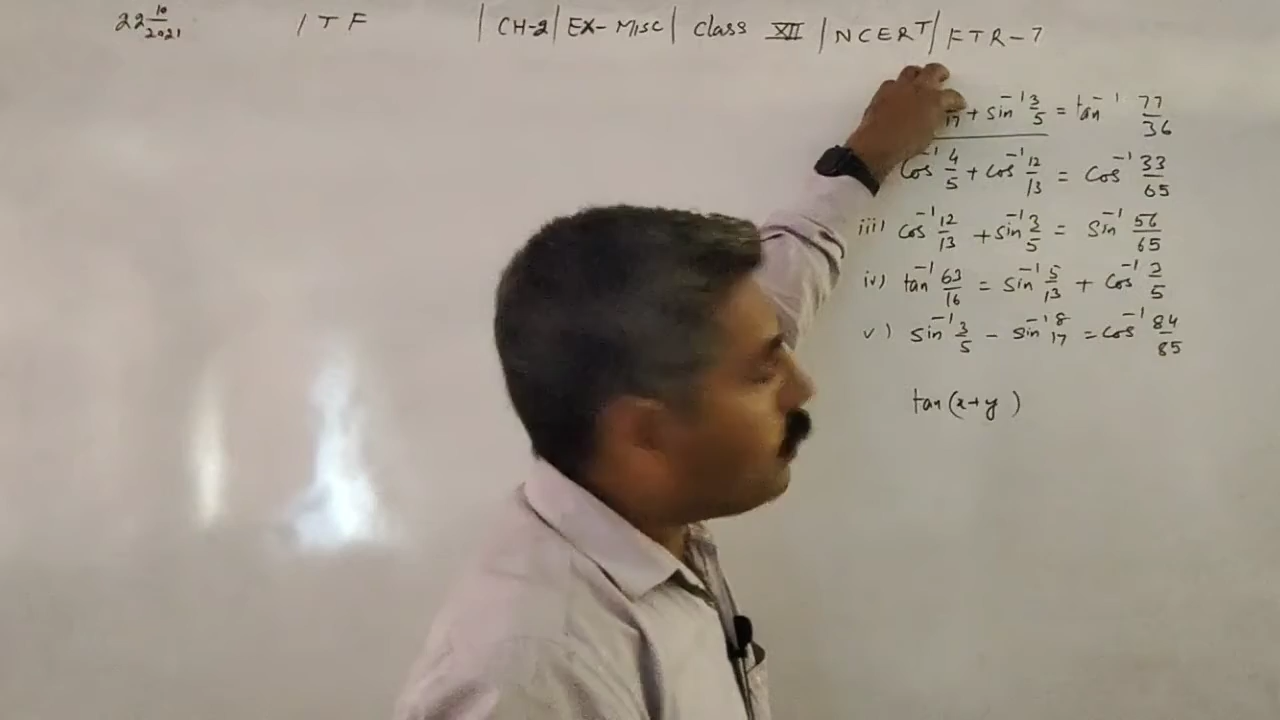 22 10/2021 ITF | CH-2 | EX-MISC | Class XII | NCERT | FTR-7
/17 + sin⁻¹ 3/5 = tan⁻¹ 77/36
cos⁻¹ 4/5 + cos⁻¹ 12/13 = cos⁻¹ 33/65
iii) cos⁻¹ 12/13 + sin⁻¹ 3/5 = sin⁻¹ 56/65
iv) tan⁻¹ 63/16 = sin⁻¹ 5/13 + cos⁻¹ 3/5
v) sin⁻¹ 3/5 - sin⁻¹ 8/17 = cos⁻¹ 84/85
tan(x+y)